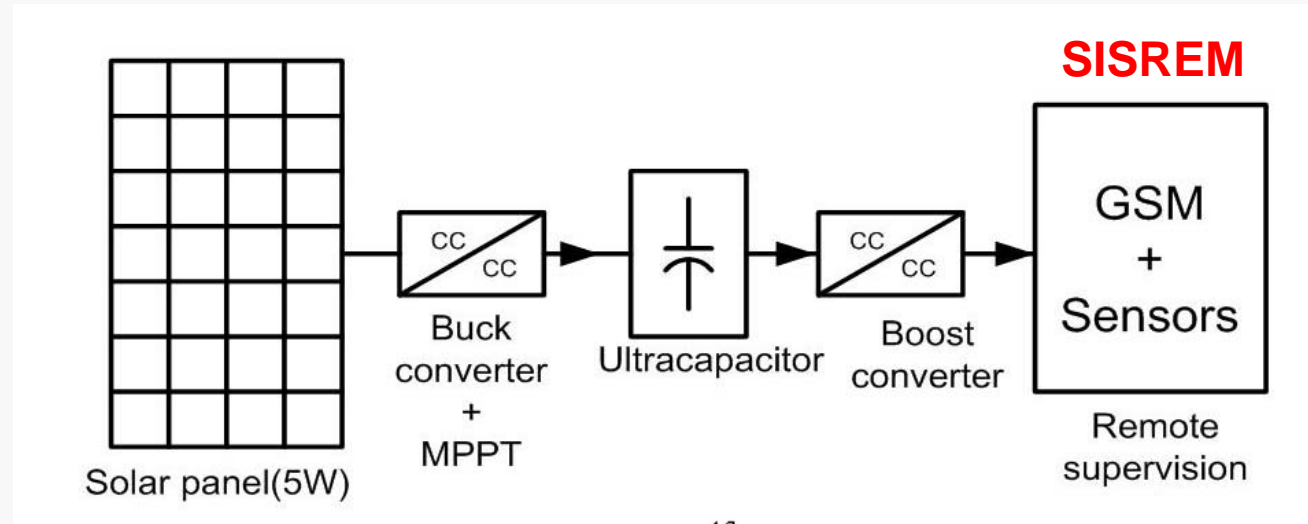 SISREM
GSM
+
Sensors
CC
CC
CC
CC
Buck
converter
+
MPPT
Ultracapacitor
Boost
converter
Solar panel(5W)
Remote
supervision